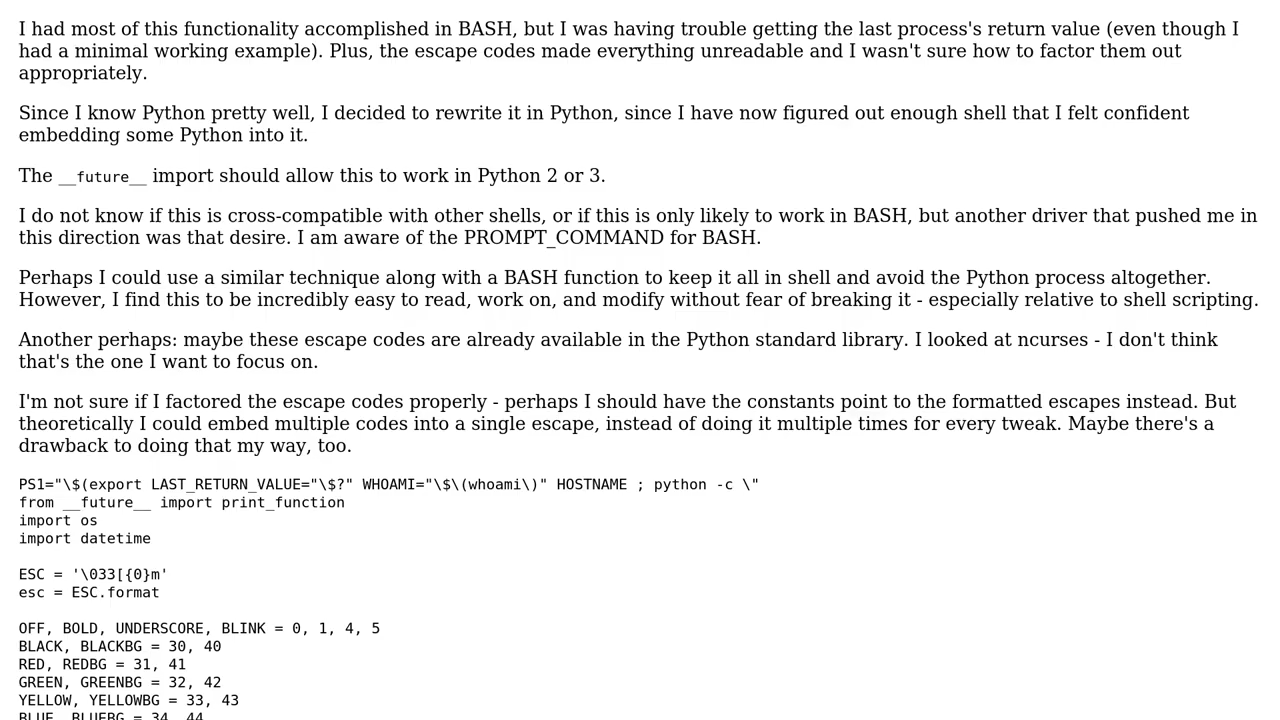 I had most of this functionality accomplished in BASH, but I was having trouble getting the last process's return value (even though I
had a minimal working example). Plus, the escape codes made everything unreadable and I wasn't sure how to factor them out
appropriately.
Since I know Python pretty well, I decided to rewrite it in Python, since I have now figured out enough shell that I felt confident
embedding some Python into it.
The __future__ import should allow this to work in Python 2 or 3.
I do not know if this is cross-compatible with other shells, or if this is only likely to work in BASH, but another driver that pushed me in
this direction was that desire. I am aware of the PROMPT_COMMAND for BASH.
Perhaps I could use a similar technique along with a BASH function to keep it all in shell and avoid the Python process altogether.
However, I find this to be incredibly easy to read, work on, and modify without fear of breaking it - especially relative to shell scripting.
Another perhaps: maybe these escape codes are already available in the Python standard library. I looked at ncurses - I don't think
that's the one I want to focus on.
I'm not sure if I factored the escape codes properly - perhaps I should have the constants point to the formatted escapes instead. But
theoretically I could embed multiple codes into a single escape, instead of doing it multiple times for every tweak. Maybe there's a
drawback to doing that my way, too.
PS1="\$(export LAST_RETURN_VALUE="\$?" WHOAMI="\$\(whoami\)" HOSTNAME ; python -c \"
from __future__ import print_function
import os
import datetime
ESC = '\033[{0}m'
esc = ESC.format
OFF, BOLD, UNDERSCORE, BLINK = 0, 1, 4, 5
BLACK, BLACKBG = 30, 40
RED, REDBG = 31, 41
GREEN, GREENBG = 32, 42
YELLOW, YELLOWBG = 33, 43
BLUE, BLUEBG = 34, 44